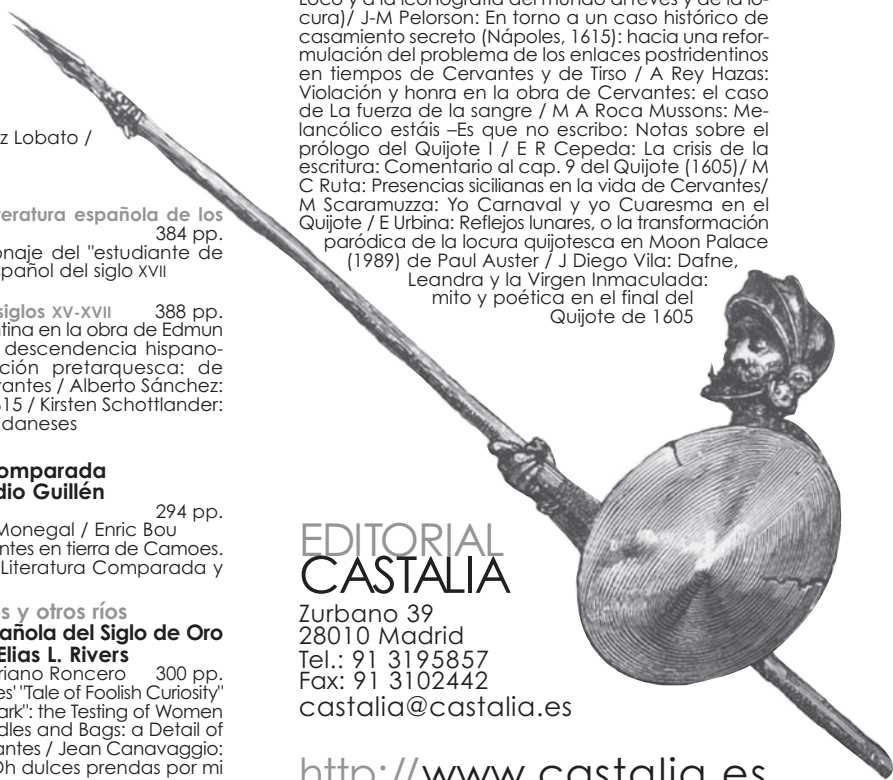 z Lobato /
teratura española de los
384 pp.
onaje del "estudiante de
pañol del siglo XVII
siglos XV-XVII 388 pp.
ntina en la obra de Edmun
descendencia hispano-
ción pretarquesca: de
vantes / Alberto Sánchez:
615 / Kirsten Schottlander:
daneses
omparada
dio Guillén
294 pp.
Monegal / Enric Bou
ntes en tierra de Camoes.
Literatura Comparada y
s y otros ríos
añola del Siglo de Oro
Elias L. Rivers
riano Roncero 300 pp.
es' "Tale of Foolish Curiosity"
ark": the Testing of Women
dles and Bags: a Detail of
antes / Jean Canavaggio:
Oh dulces prendas por mi
Loco y a la iconografía del mundo al revés y de la lo-
cura)/ J-M Pelorson: En torno a un caso histórico de
casamiento secreto (Nápoles, 1615): hacia una refor-
mulación del problema de los enlaces postridentinos
en tiempos de Cervantes y de Tirso / A Rey Hazas:
Violación y honra en la obra de Cervantes: el caso
de La fuerza de la sangre / M A Roca Mussons: Me-
lancólico estáis –Es que no escribo: Notas sobre el
prólogo del Quijote I / E R Cepeda: La crisis de la
escritura: Comentario al cap. 9 del Quijote (1605)/ M
C Ruta: Presencias sicilianas en la vida de Cervantes/
M Scaramuzza: Yo Carnaval y yo Cuaresma en el
Quijote / E Urbina: Reflejos lunares, o la transformación
paródica de la locura quijotesca en Moon Palace
(1989) de Paul Auster / J Diego Vila: Dafne,
Leandra y la Virgen Inmaculada:
mito y poética en el final del
Quijote de 1605
EDITORIAL
CASTALIA
Zurbano 39
28010 Madrid
Tel.: 91 3195857
Fax: 91 3102442
castalia@castalia.es
http://www.castalia.es